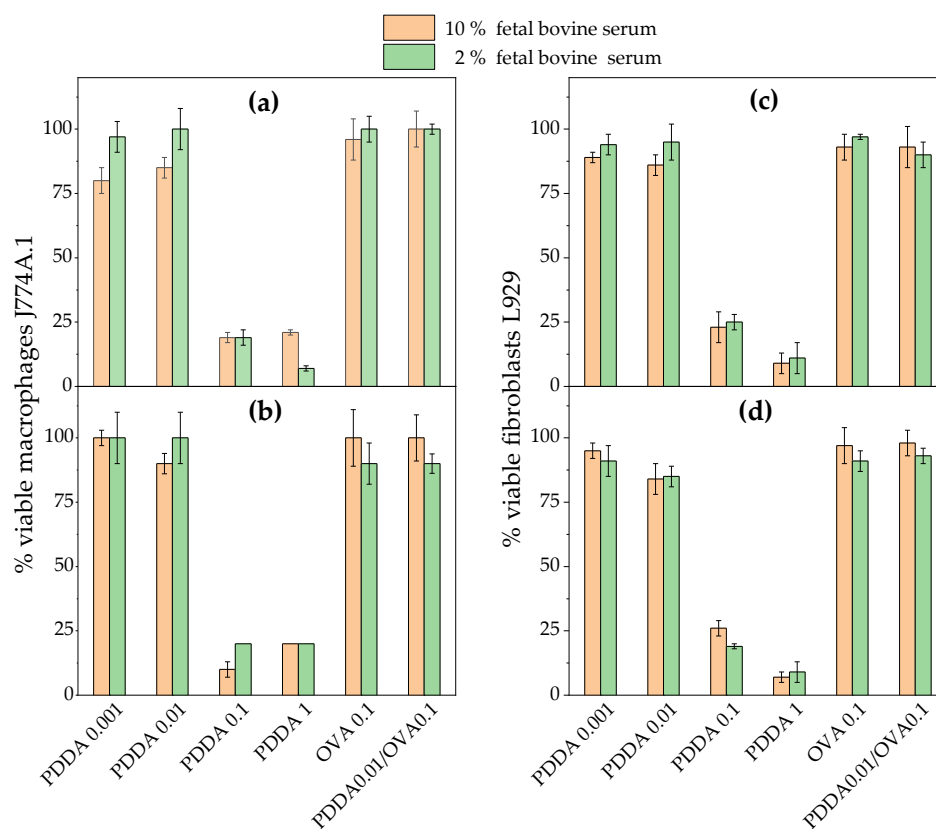 10 % fetal bovine serum
2 % fetal bovine serum
(a)
(c)
100
75
50
25
0
100
75
50
25
0
(b)
(d)
100
75
50
25
0
100
75
50
25
0
% viable macrophages J774A.1
% viable fibroblasts L929
PDDA 0.001
PDDA 0.01
PDDA 0.1
PDDA 1
OVA 0.1
PDDA0.01/OVA0.1
PDDA 0.001
PDDA 0.01
PDDA 0.1
PDDA 1
OVA 0.1
PDDA0.01/OVA0.1